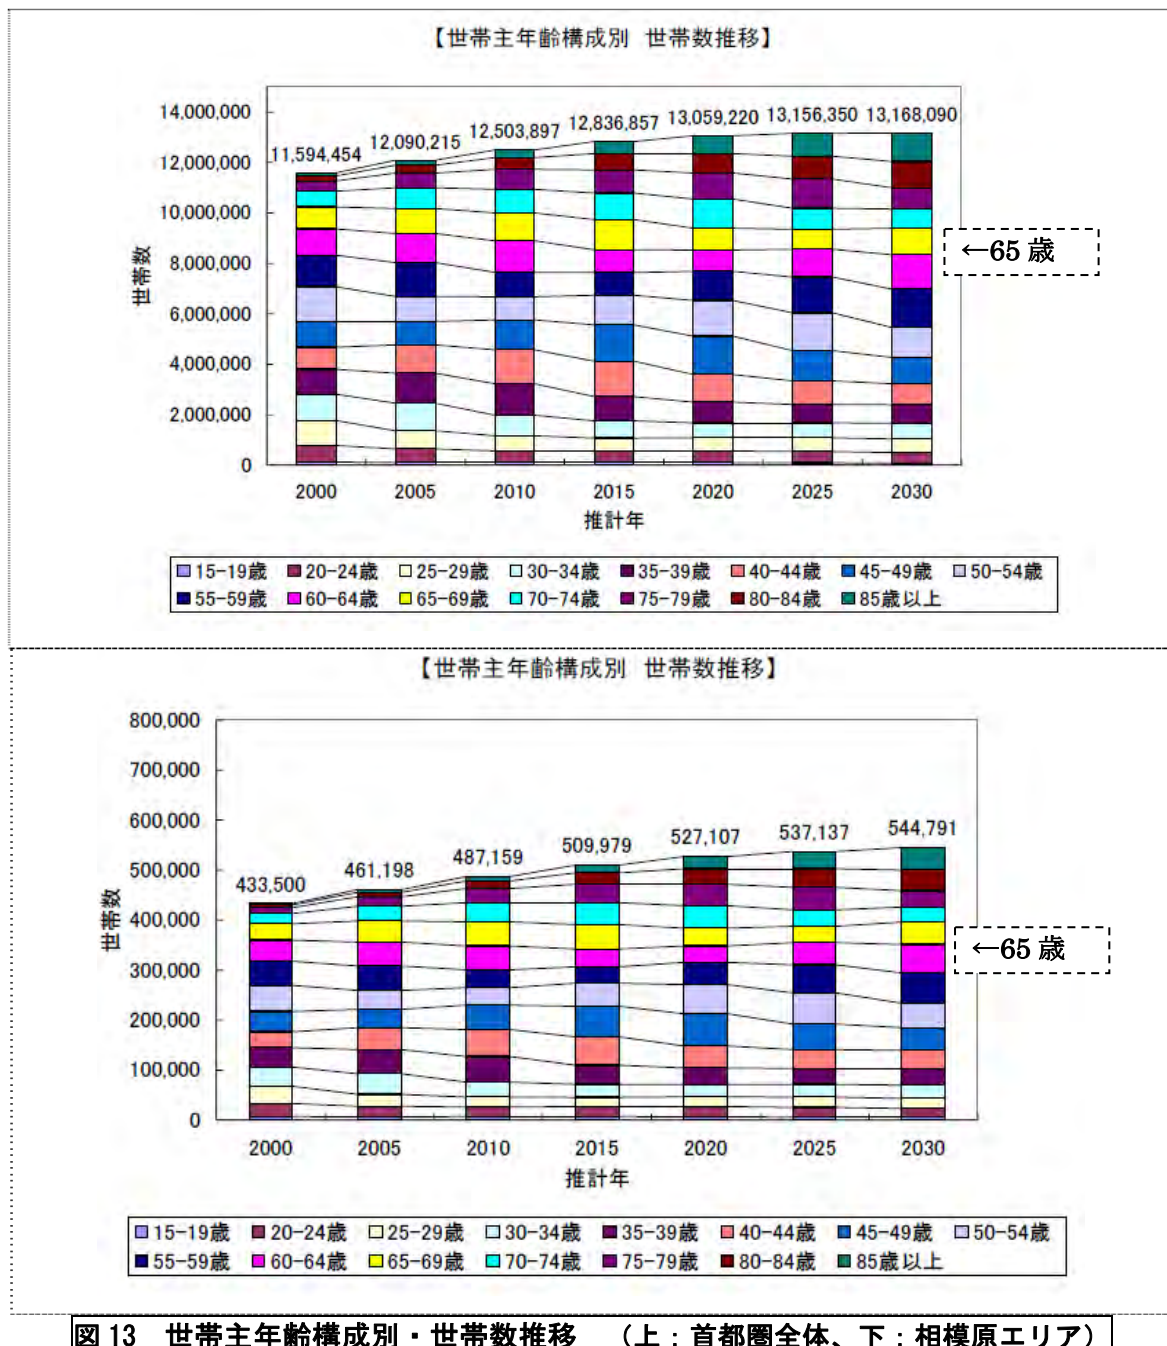 【世帯主年齢構成別 世帯数推移】
14,000,000
12,000,000
10,000,000
8,000,000
6,000,000
4,000,000
2,000,000
0
世帯数
11,594,454
12,090,215
12,503,897
12,836,857
13,059,220
13,156,350
13,168,090
←65 歳
2000 2005 2010 2015 2020 2025 2030
推計年
15-19歳 20-24歳 25-29歳 30-34歳 35-39歳 40-44歳 45-49歳 50-54歳
55-59歳 60-64歳 65-69歳 70-74歳 75-79歳 80-84歳 85歳以上
【世帯主年齢構成別 世帯数推移】
800,000
700,000
600,000
500,000
400,000
300,000
200,000
100,000
0
世帯数
433,500
461,198
487,159
509,979
527,107
537,137
544,791
←65 歳
2000 2005 2010 2015 2020 2025 2030
推計年
15-19歳 20-24歳 25-29歳 30-34歳 35-39歳 40-44歳 45-49歳 50-54歳
55-59歳 60-64歳 65-69歳 70-74歳 75-79歳 80-84歳 85歳以上
図 13 世帯主年齢構成別・世帯数推移 （上：首都圏全体、下：相模原エリア）